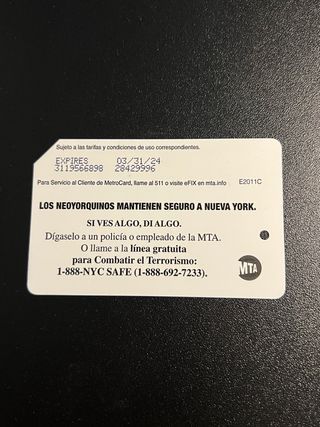 Sujeto a las tarifas y condiciones de uso correspondientes.
EXPIRES 03/31/24
3119566898 28429996
Para Servicio al Cliente de MetroCard, llame al 511 o visite eFIX en mta.info E2011C
LOS NEOYORQUINOS MANTIENEN SEGURO A NUEVA YORK.
SI VES ALGO, DI ALGO.
Dígaselo a un policía o empleado de la MTA.
O llame a la línea gratuita
para Combatir el Terrorismo:
1-888-NYC SAFE (1-888-692-7233).
MTA